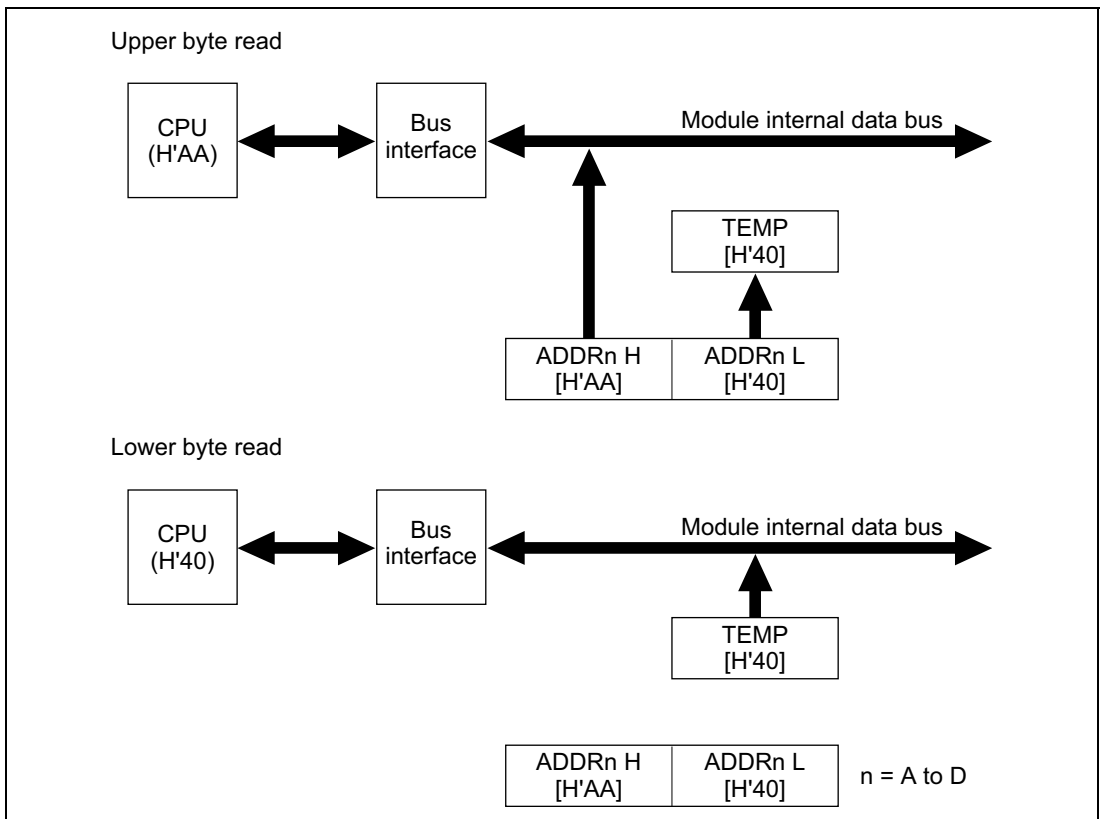 Upper byte read
CPU
(H'AA)
Bus
interface
Module internal data bus
TEMP
[H'40]
ADDRn H
[H'AA]
ADDRn L
[H'40]
Lower byte read
CPU
(H'40)
Bus
interface
Module internal data bus
TEMP
[H'40]
ADDRn H
[H'AA]
ADDRn L
[H'40]
n = A to D